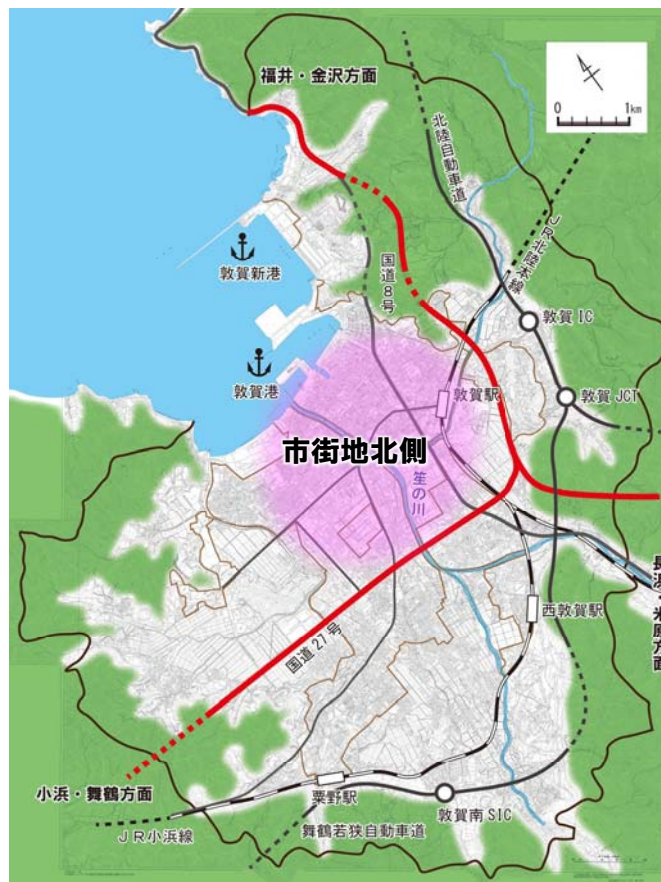 福井・金沢方面
0 1km
北陸自動車道
JR北陸本線
敦賀新港
国道8号
敦賀IC
敦賀港
敦賀駅
敦賀JCT
市街地北側
笙の川
西敦賀駅
長浜・米原方面
国道27号
小浜・舞鶴方面
粟野駅
敦賀南SIC
JR小浜線
舞鶴若狭自動車道